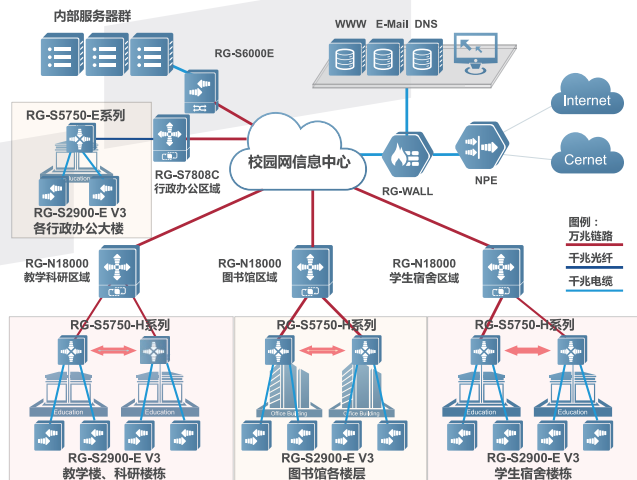 内部服务器群
WWW E-Mail DNS
RG-S6000E
Internet
RG-S5750-E系列
Education
校园网信息中心
Cernet
RG-S7808C
行政办公区域
RG-WALL
NPE
RG-S2900-E V3
各行政办公大楼
图例：
万兆链路
千兆光纤
千兆电缆
RG-N18000
教学科研区域
RG-N18000
图书馆区域
RG-N18000
学生宿舍区域
RG-S5750-H系列
RG-S5750-H系列
RG-S5750-H系列
Education
Education
Office Building
Office Building
Education
Education
RG-S2900-E V3
教学楼、科研楼栋
RG-S2900-E V3
图书馆各楼层
RG-S2900-E V3
学生宿舍楼栋